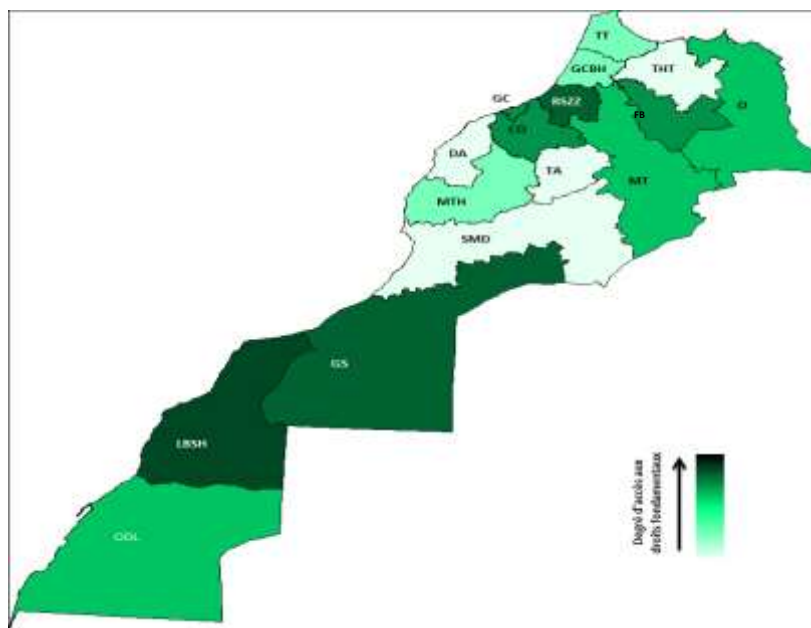 TT
GCBH
THT
GC
RSZZ
FB
O
CO
DA
TA
MT
MTH
SMD
GS
LBSH
ODL
Degré d'accès aux
droits fondamentaux